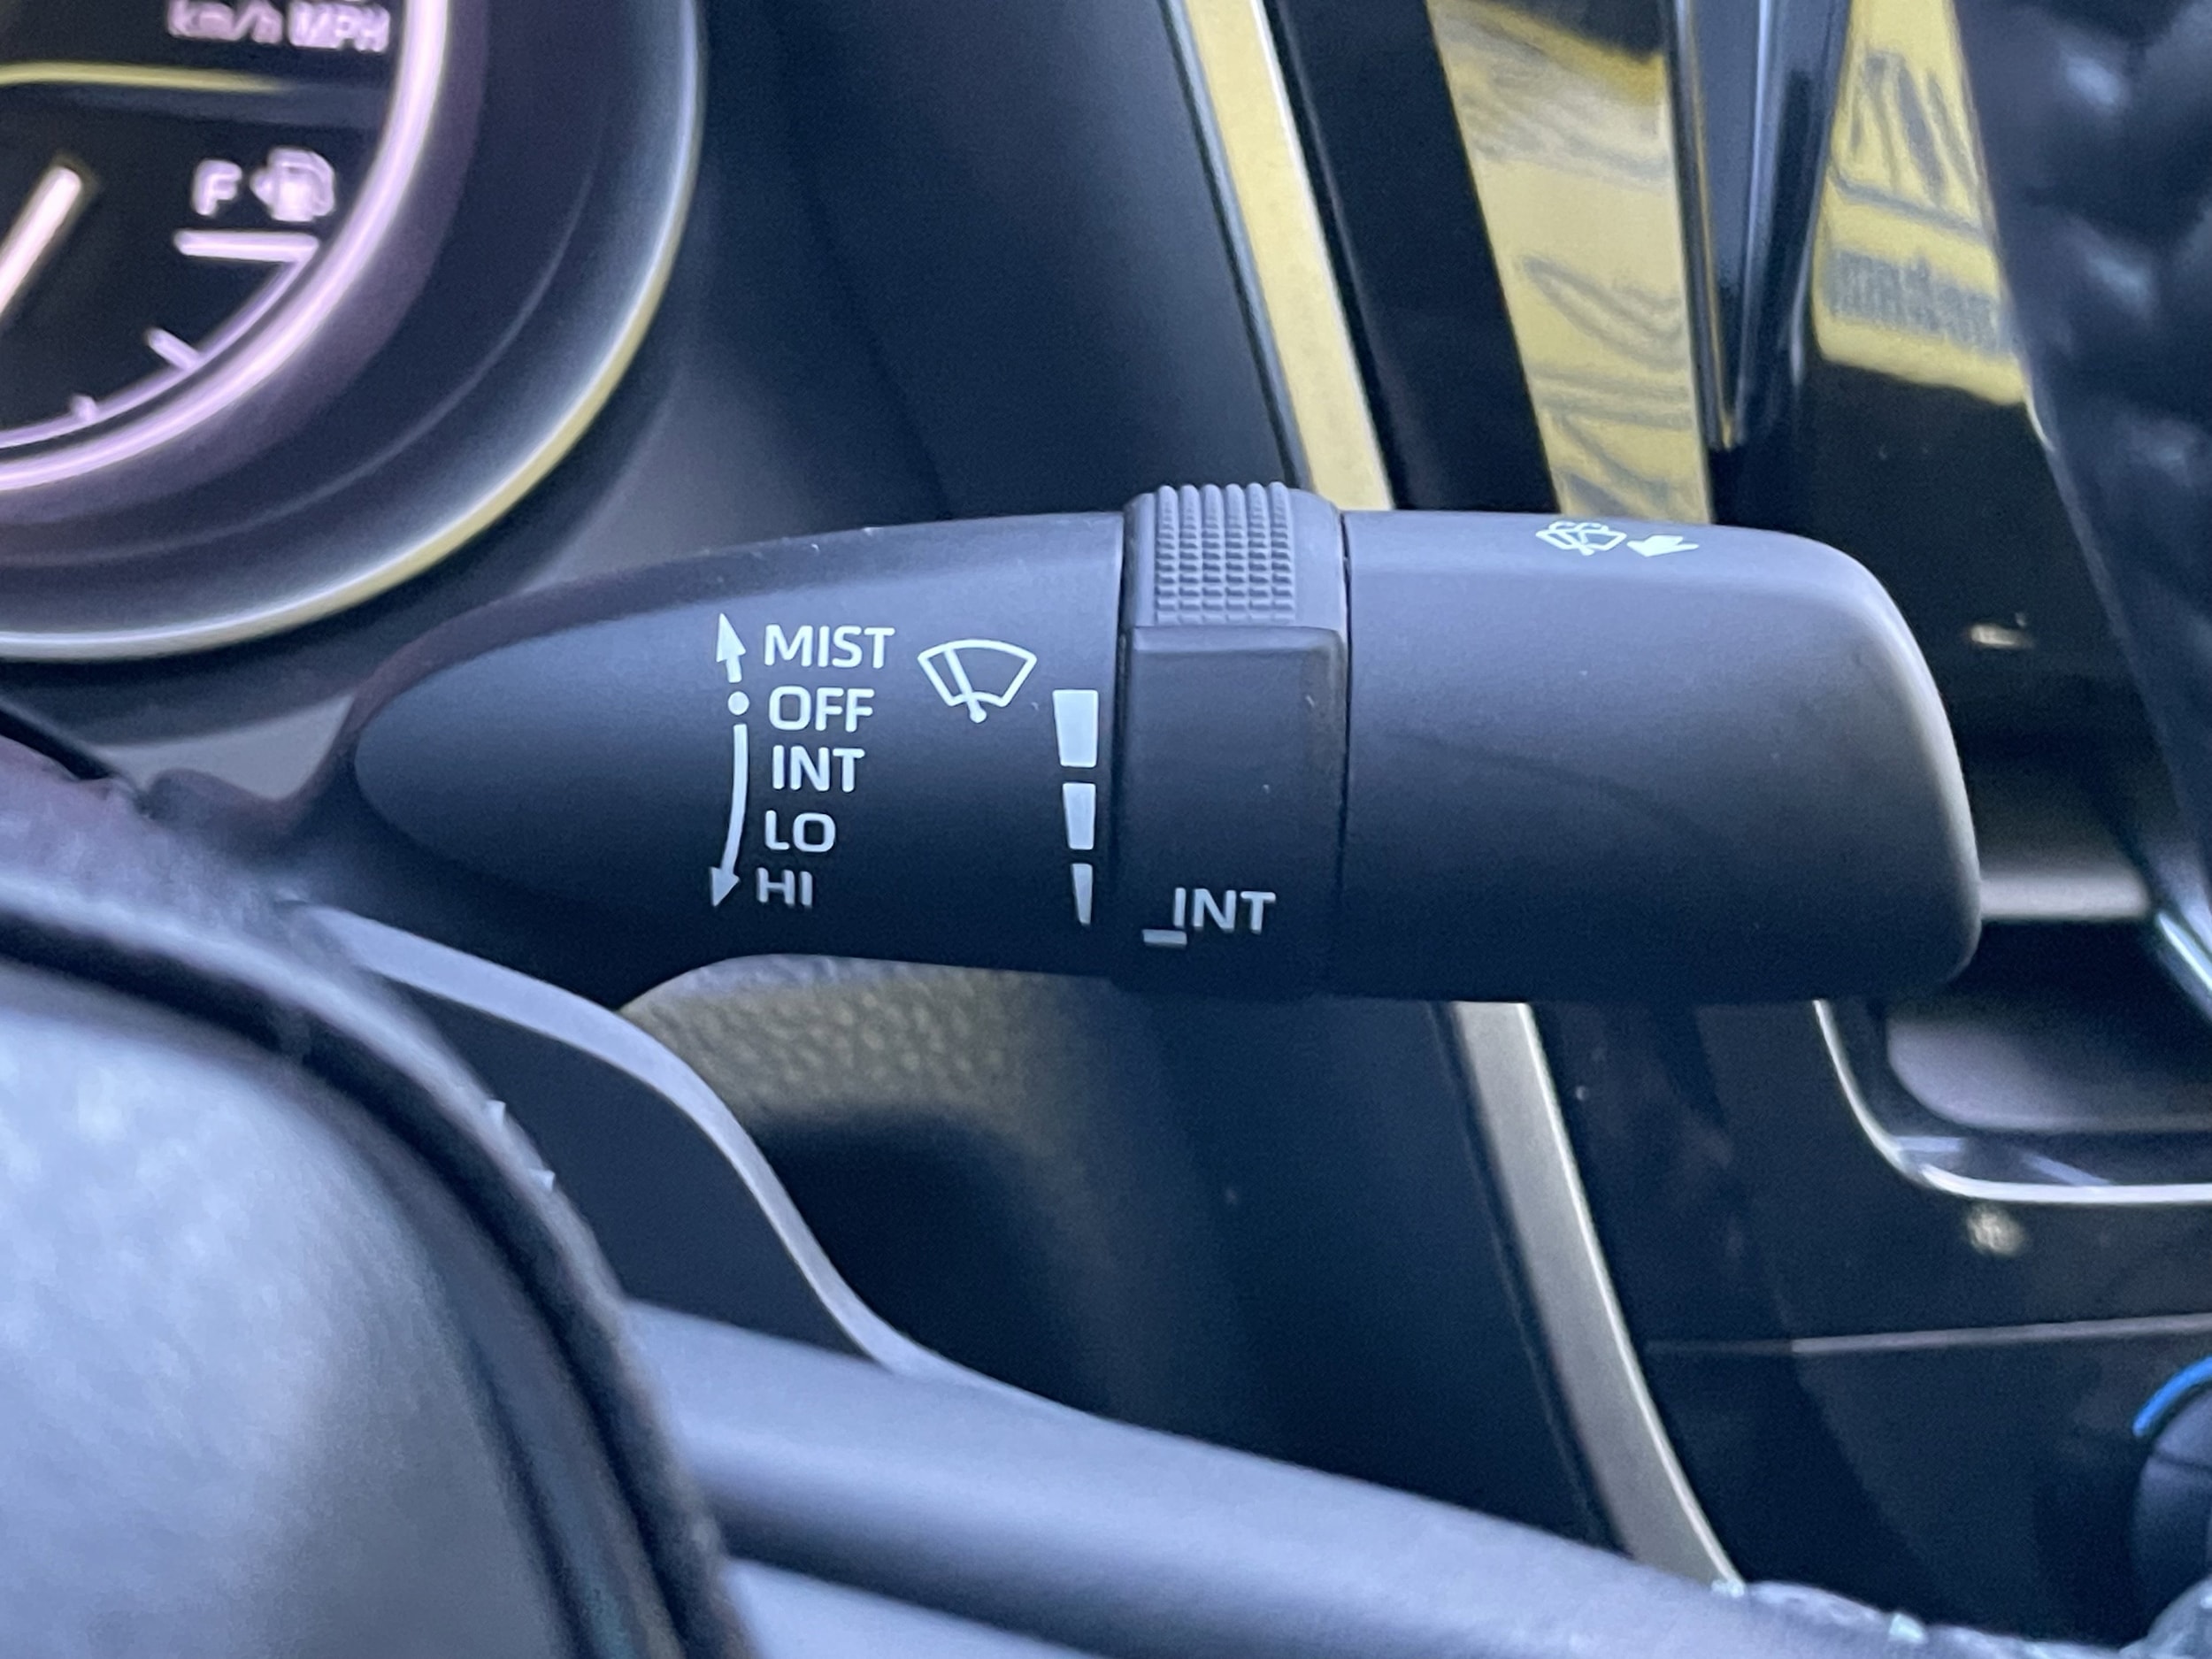 km/h MPH
F
MIST
OFF
INT
LO
HI
INT